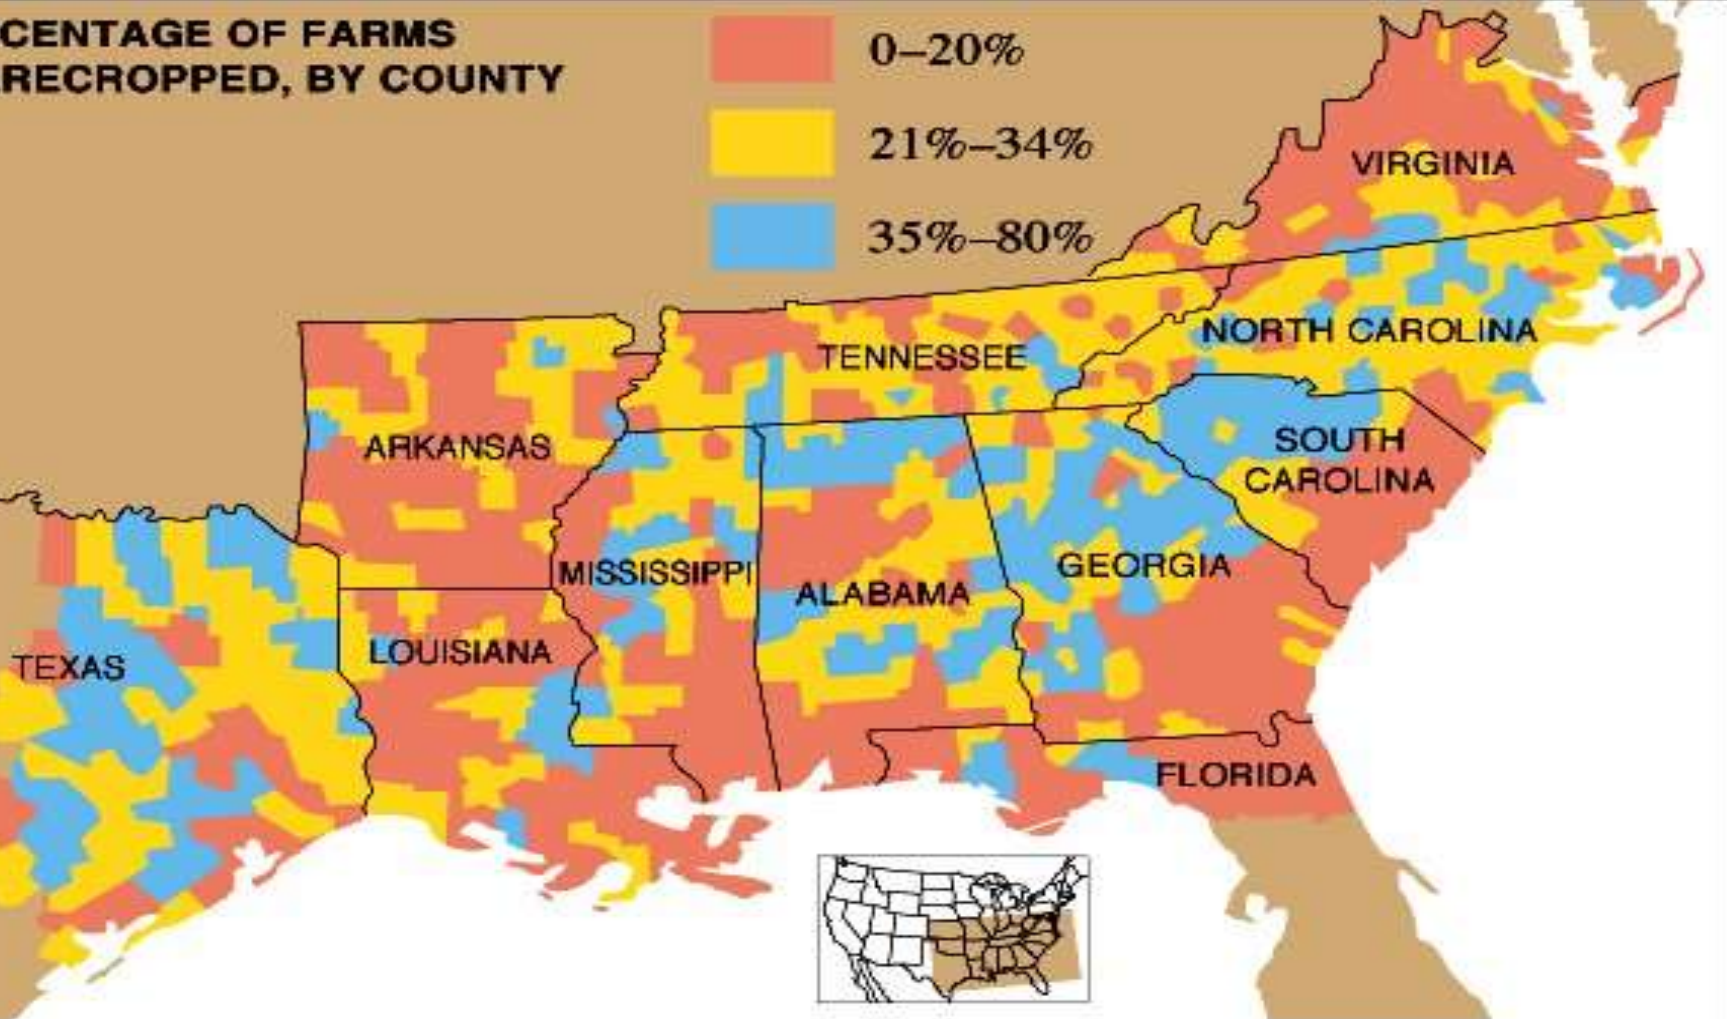 CENTAGE OF FARMS
RECROPPED, BY COUNTY
0–20%
21%–34%
35%–80%
VIRGINIA
NORTH CAROLINA
TENNESSEE
ARKANSAS
SOUTH
CAROLINA
MISSISSIPPI
ALABAMA
GEORGIA
LOUISIANA
TEXAS
FLORIDA